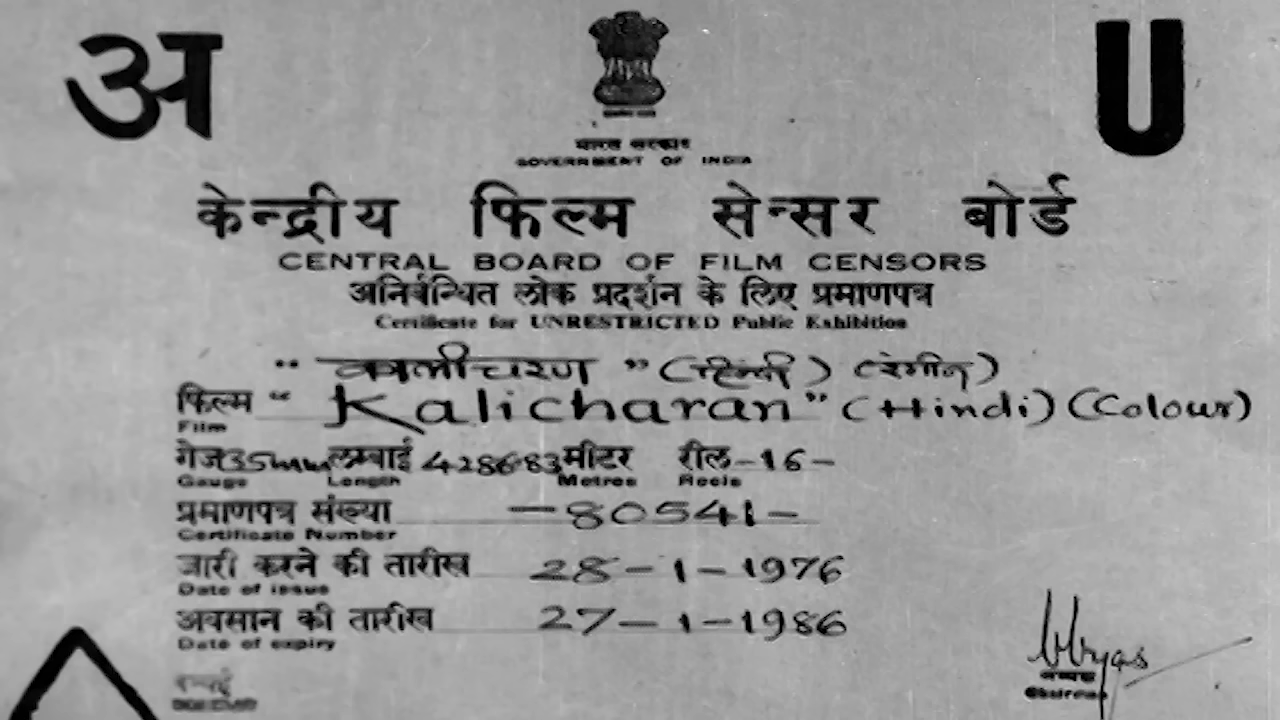 अ
U
भारत सरकार
GOVERNMENT OF INDIA
केन्द्रीय फिल्म सेन्सर बोर्ड
CENTRAL BOARD OF FILM CENSORS
अनिर्बन्धित लोक प्रदर्शन के लिए प्रमाणपत्र
Certificate for UNRESTRICTED Public Exhibition
" कालीचरण " (हिन्दी) (रंगीन)
फिल्म " Kalicharan " (Hindi) (Colour)
Film
गेज 35mm लम्बाई 4286.83 मीटर रील -16-
Gauge Length Metres Reels
प्रमाणपत्र संख्या -80541-
Certificate Number
जारी करने की तारीख 28-1-1976
Date of issue
अवसान की तारीख 27-1-1986
Date of expiry
अध्यक्ष
Chairman